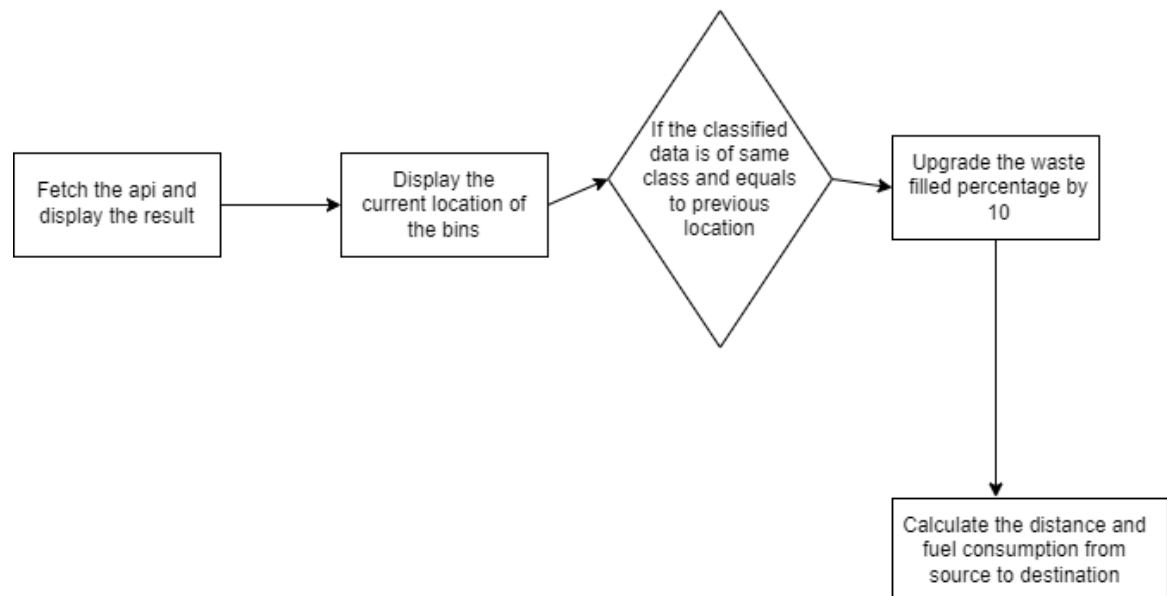 Fetch the api and
display the result
Display the
current location of
the bins
If the classified
data is of same
class and equals
to previous
location
Upgrade the waste
filled percentage by
10
Calculate the distance and
fuel consumption from
source to destination